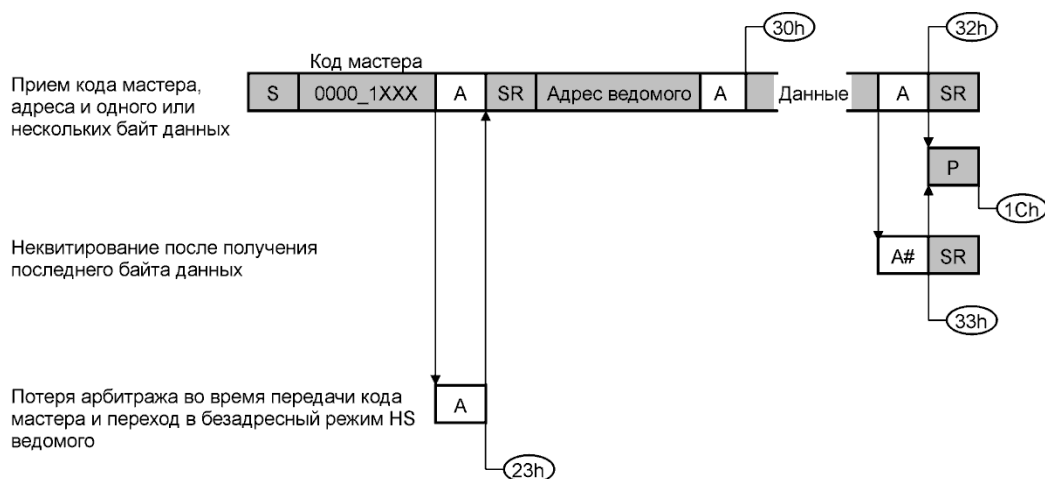 30h
32h
Код мастера
Прием кода мастера,
адреса и одного или
нескольких байт данных
S 0000_1XXX A SR Адрес ведомого A Данные A SR
P
1Ch
Неквитирование после получения
последнего байта данных
A# SR
33h
Потеря арбитража во время передачи кода
мастера и переход в безадресный режим HS
ведомого
A
23h